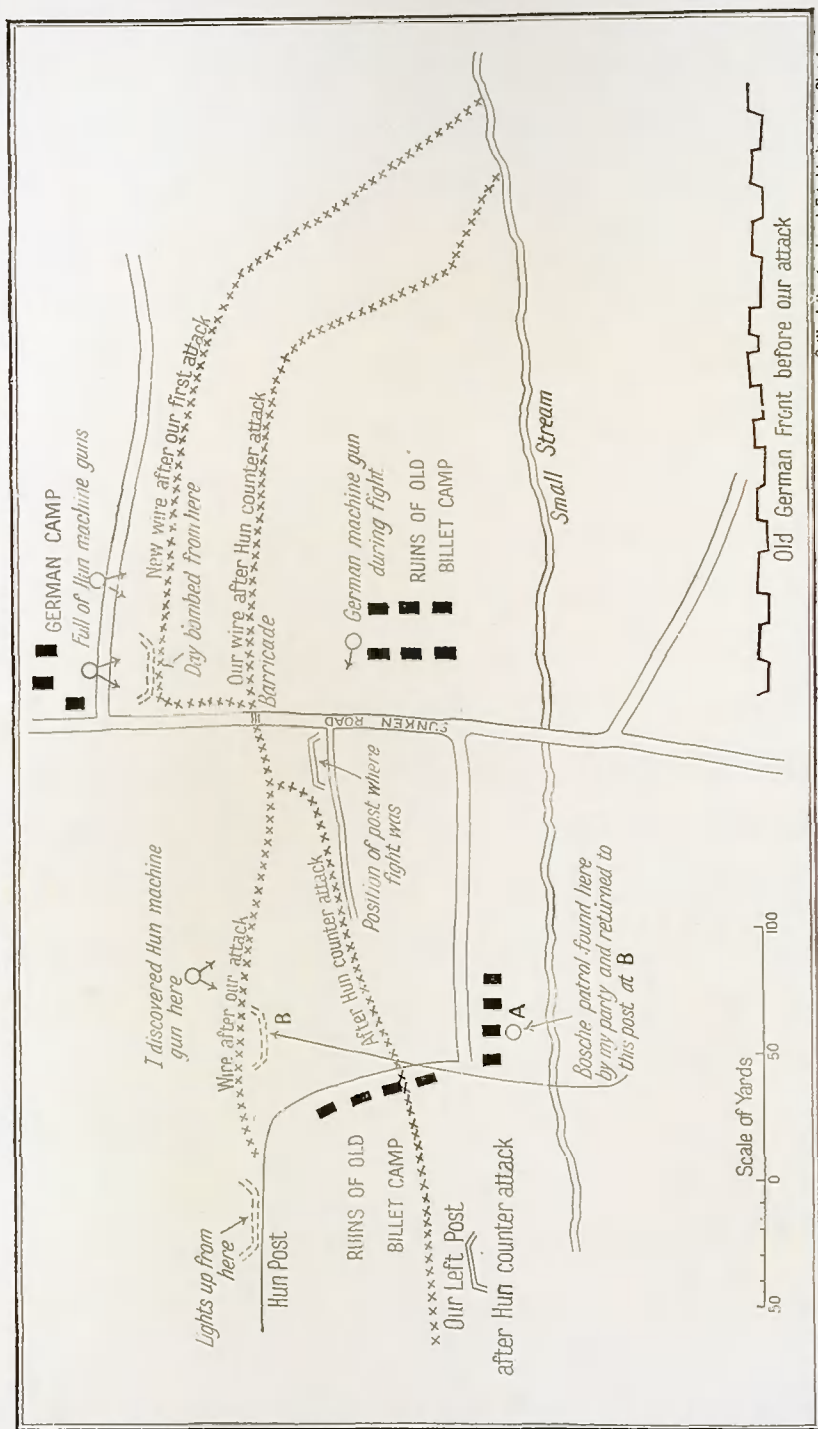 GERMAN CAMP
Full of Hun machine guns
New wire after our first attack
Day bombed from here
Our wire after Hun counter attack
Barricade
German machine gun
during fight
RUINS OF OLD
BILLET CAMP
SUNKEN ROAD
Small Stream
Old German Front before our attack
I discovered Hun machine
gun here
Wire after our attack
B
After Hun counter attack
Position of post where
fight was
Lights up from
here
Hun Post
RUINS OF OLD
BILLET CAMP
Our Left Post
after Hun counter attack
A
Bosche patrol found here
by my party and returned to
this post at B
Scale of Yards
50 0 50 100